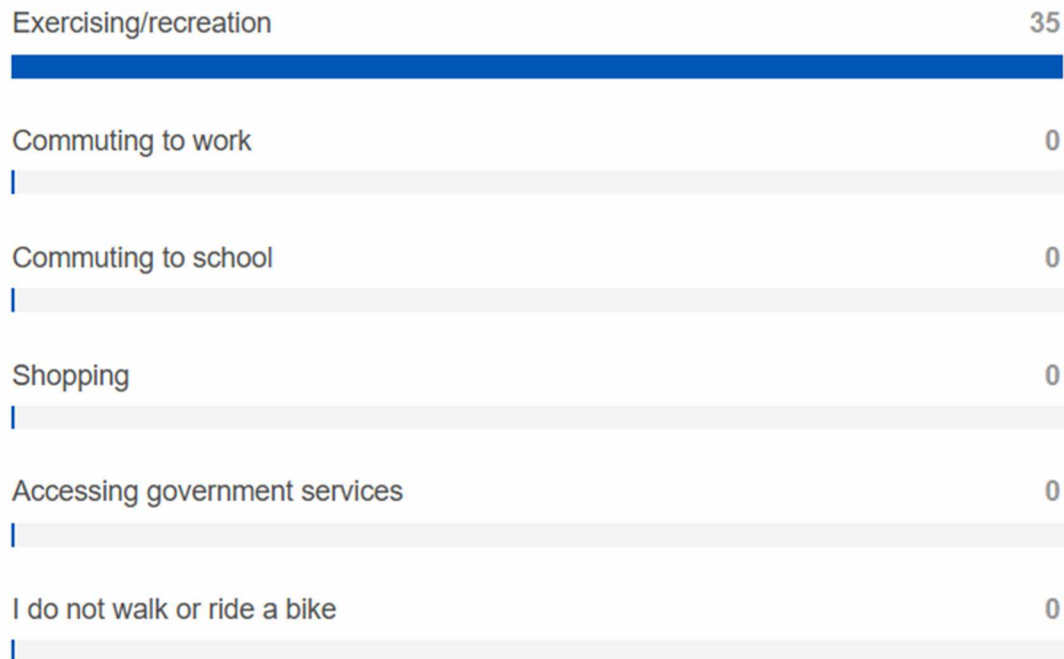 Exercising/recreation 35
Commuting to work 0
Commuting to school 0
Shopping 0
Accessing government services 0
I do not walk or ride a bike 0